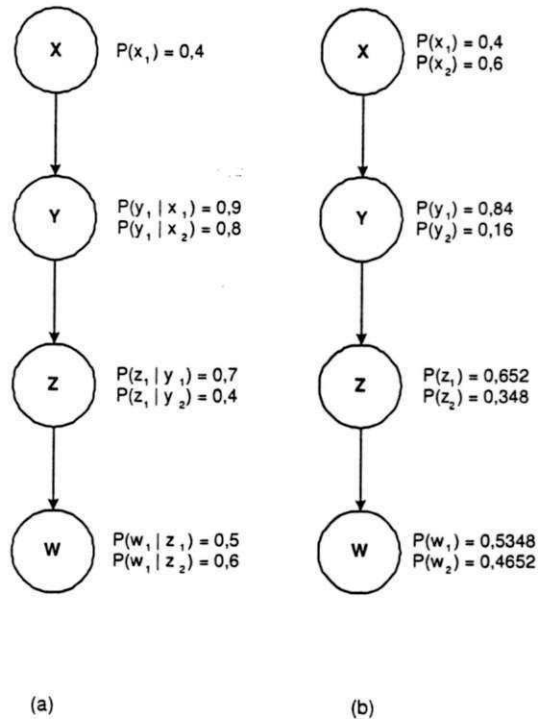 X
P(x₁) = 0,4
Y
P(y₁ | x₁) = 0,9
P(y₁ | x₂) = 0,8
Z
P(z₁ | y₁) = 0,7
P(z₁ | y₂) = 0,4
W
P(w₁ | z₁) = 0,5
P(w₁ | z₂) = 0,6
(a)
X
P(x₁) = 0,4
P(x₂) = 0,6
Y
P(y₁) = 0,84
P(y₂) = 0,16
Z
P(z₁) = 0,652
P(z₂) = 0,348
W
P(w₁) = 0,5348
P(w₂) = 0,4652
(b)